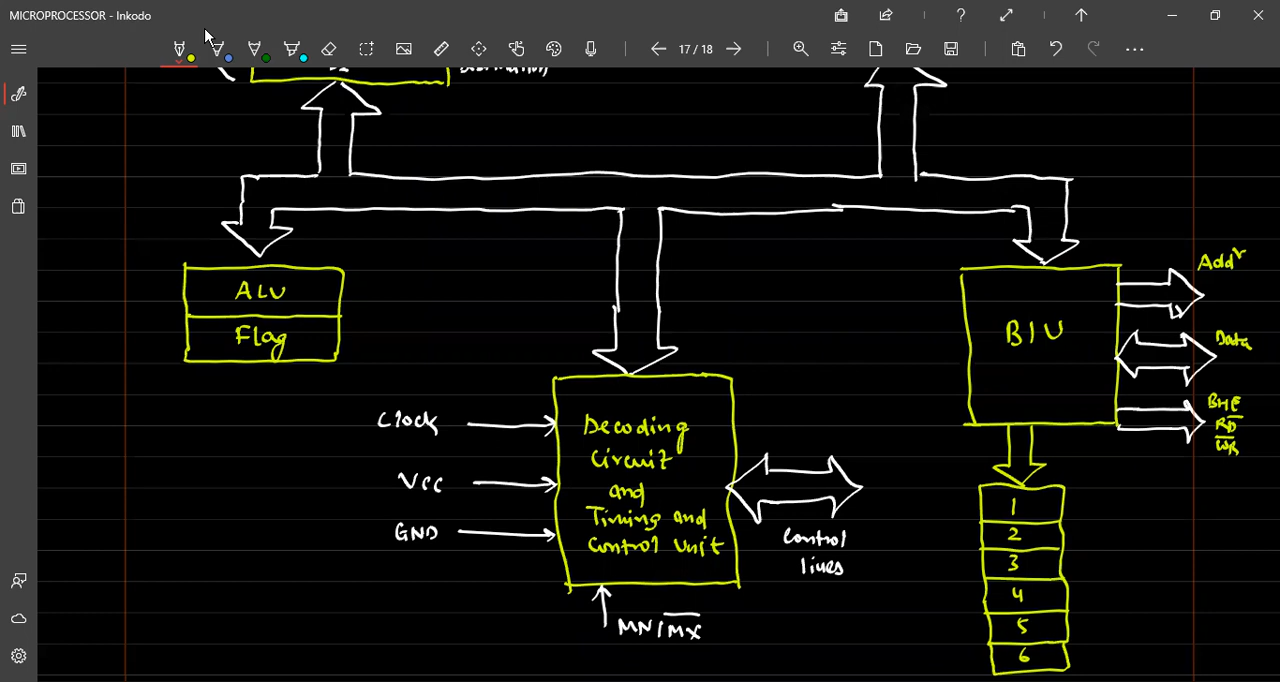 MICROPROCESSOR - Inkodo
17 / 18
Destination
ALU
Flag
BIU
Addr
Data
BHE
RD
WR
Clock
VCC
GND
Decoding
Circuit
and
Timing and
Control Unit
Control
lines
MN/MX
1
2
3
4
5
6